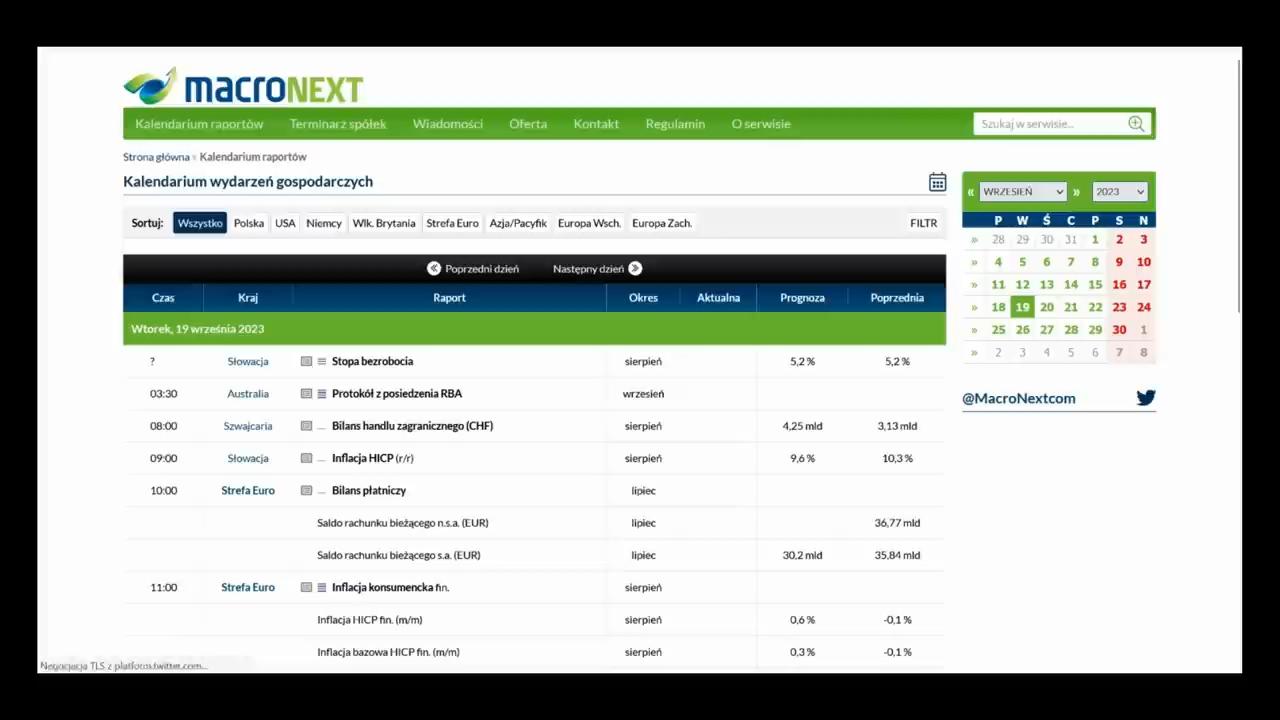 macroNEXT
Kalendarium raportów Terminarz spółek Wiadomości Oferta Kontakt Regulamin O serwisie Szukaj w serwisie...
Strona główna » Kalendarium raportów
Kalendarium wydarzeń gospodarczych
« WRZESIEŃ » 2023
Sortuj: Wszystko Polska USA Niemcy Wlk. Brytania Strefa Euro Azja/Pacyfik Europa Wsch. Europa Zach. FILTR
P W Ś C P S N
» 28 29 30 31 1 2 3
» 4 5 6 7 8 9 10
» 11 12 13 14 15 16 17
» 18 19 20 21 22 23 24
» 25 26 27 28 29 30 1
» 2 3 4 5 6 7 8
@MacroNextcom
Poprzedni dzień Następny dzień
Czas Kraj Raport Okres Aktualna Prognoza Poprzednia
Wtorek, 19 września 2023
? Słowacja Stopa bezrobocia sierpień 5,2 % 5,2 %
03:30 Australia Protokół z posiedzenia RBA wrzesień
08:00 Szwajcaria Bilans handlu zagranicznego (CHF) sierpień 4,25 mld 3,13 mld
09:00 Słowacja Inflacja HICP (r/r) sierpień 9,6 % 10,3 %
10:00 Strefa Euro Bilans płatniczy lipiec
Saldo rachunku bieżącego n.s.a. (EUR) lipiec 36,77 mld
Saldo rachunku bieżącego s.a. (EUR) lipiec 30,2 mld 35,84 mld
11:00 Strefa Euro Inflacja konsumencka fin. sierpień
Inflacja HICP fin. (m/m) sierpień 0,6 % -0,1 %
Inflacja bazowa HICP fin. (m/m) sierpień 0,3 % -0,1 %
Negocjacja TLS z platform.twitter.com...